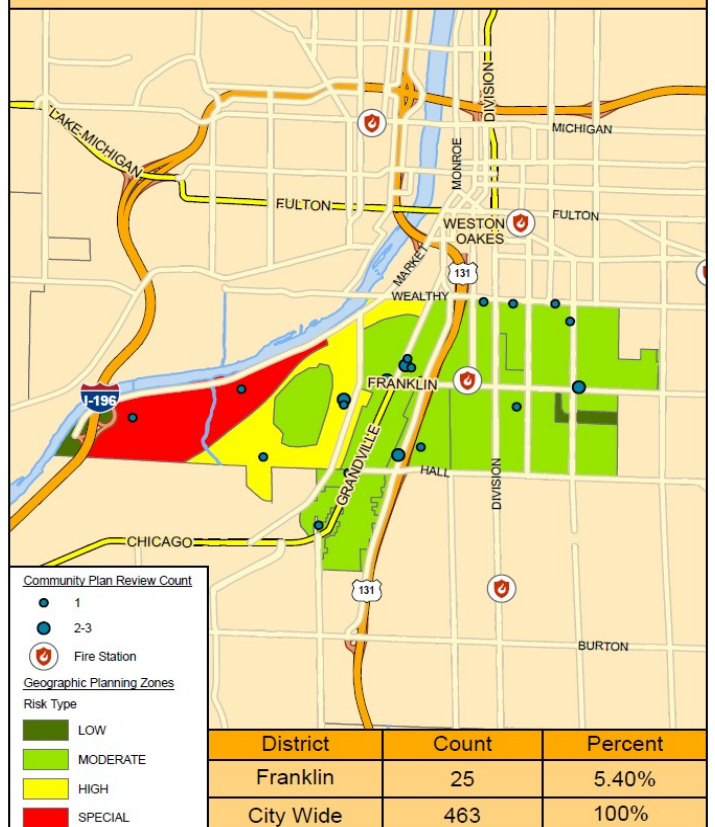 LAKE-MICHIGAN
DIVISION
MICHIGAN
MONROE
FULTON
FULTON
WESTON
OAKES
MARKET
131
WEALTHY
I-196
FRANKLIN
GRANDVILLE
HALL
DIVISION
CHICAGO
131
BURTON
Community Plan Review Count
1
2-3
Fire Station
Geographic Planning Zones
Risk Type
LOW
MODERATE
HIGH
SPECIAL
District Count Percent
Franklin 25 5.40%
City Wide 463 100%